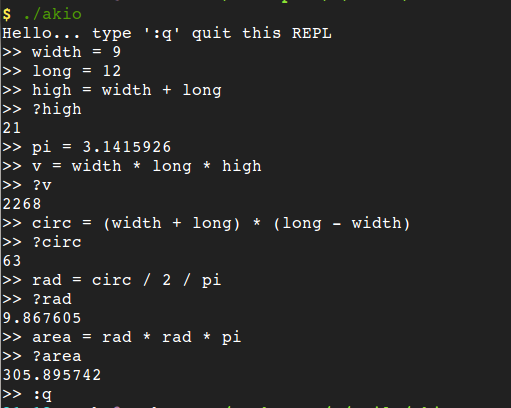 $ ./akio
Hello... type ':q' quit this REPL
>> width = 9
>> long = 12
>> high = width + long
>> ?high
21
>> pi = 3.1415926
>> v = width * long * high
>> ?v
2268
>> circ = (width + long) * (long - width)
>> ?circ
63
>> rad = circ / 2 / pi
>> ?rad
9.867605
>> area = rad * rad * pi
>> ?area
305.895742
>> :q